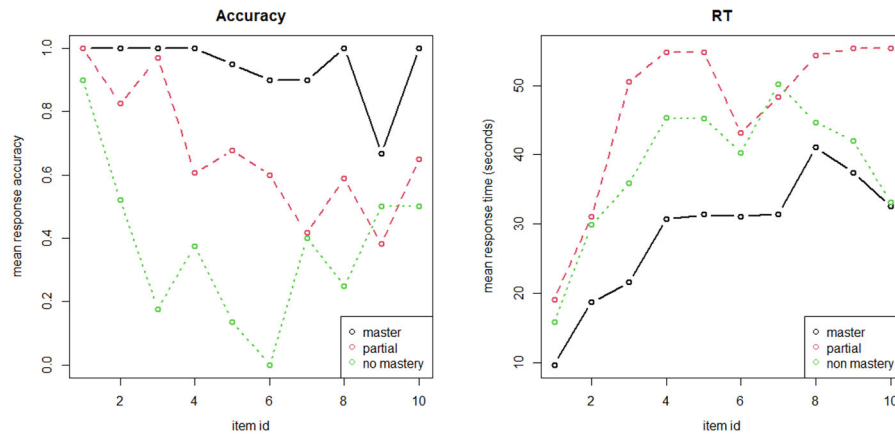 Accuracy
mean response accuracy
1.0
0.8
0.6
0.4
0.2
0.0
master
partial
no mastery
2
4
6
8
10
item id
RT
mean response time (seconds)
50
40
30
20
10
master
partial
non mastery
2
4
6
8
10
item id